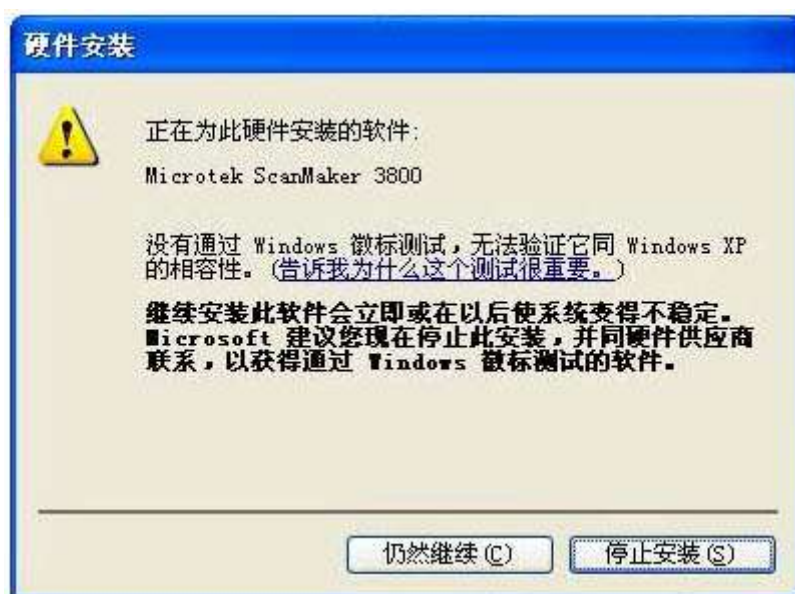 硬件安装
正在为此硬件安装的软件:
Microtek ScanMaker 3800
没有通过 Windows 徽标测试，无法验证它同 Windows XP
的相容性。(告诉我为什么这个测试很重要。)
继续安装此软件会立即或在以后使系统变得不稳定。
Microsoft 建议您现在停止此安装，并同硬件供应商
联系，以获得通过 Windows 徽标测试的软件。
仍然继续(C)
停止安装(S)